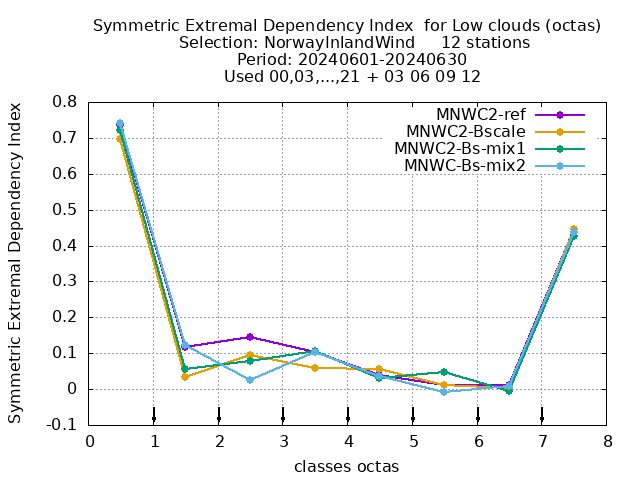 Symmetric Extremal Dependency Index  for Low clouds (octas)
Selection: NorwayInlandWind     12 stations
Period: 20240601-20240630
Used 00,03,...,21 + 03 06 09 12
MNWC2-ref
MNWC2-Bscale
MNWC2-Bs-mix1
MNWC-Bs-mix2
Symmetric Extremal Dependency Index
0.8
0.7
0.6
0.5
0.4
0.3
0.2
0.1
0
-0.1
0 1 2 3 4 5 6 7 8
classes octas